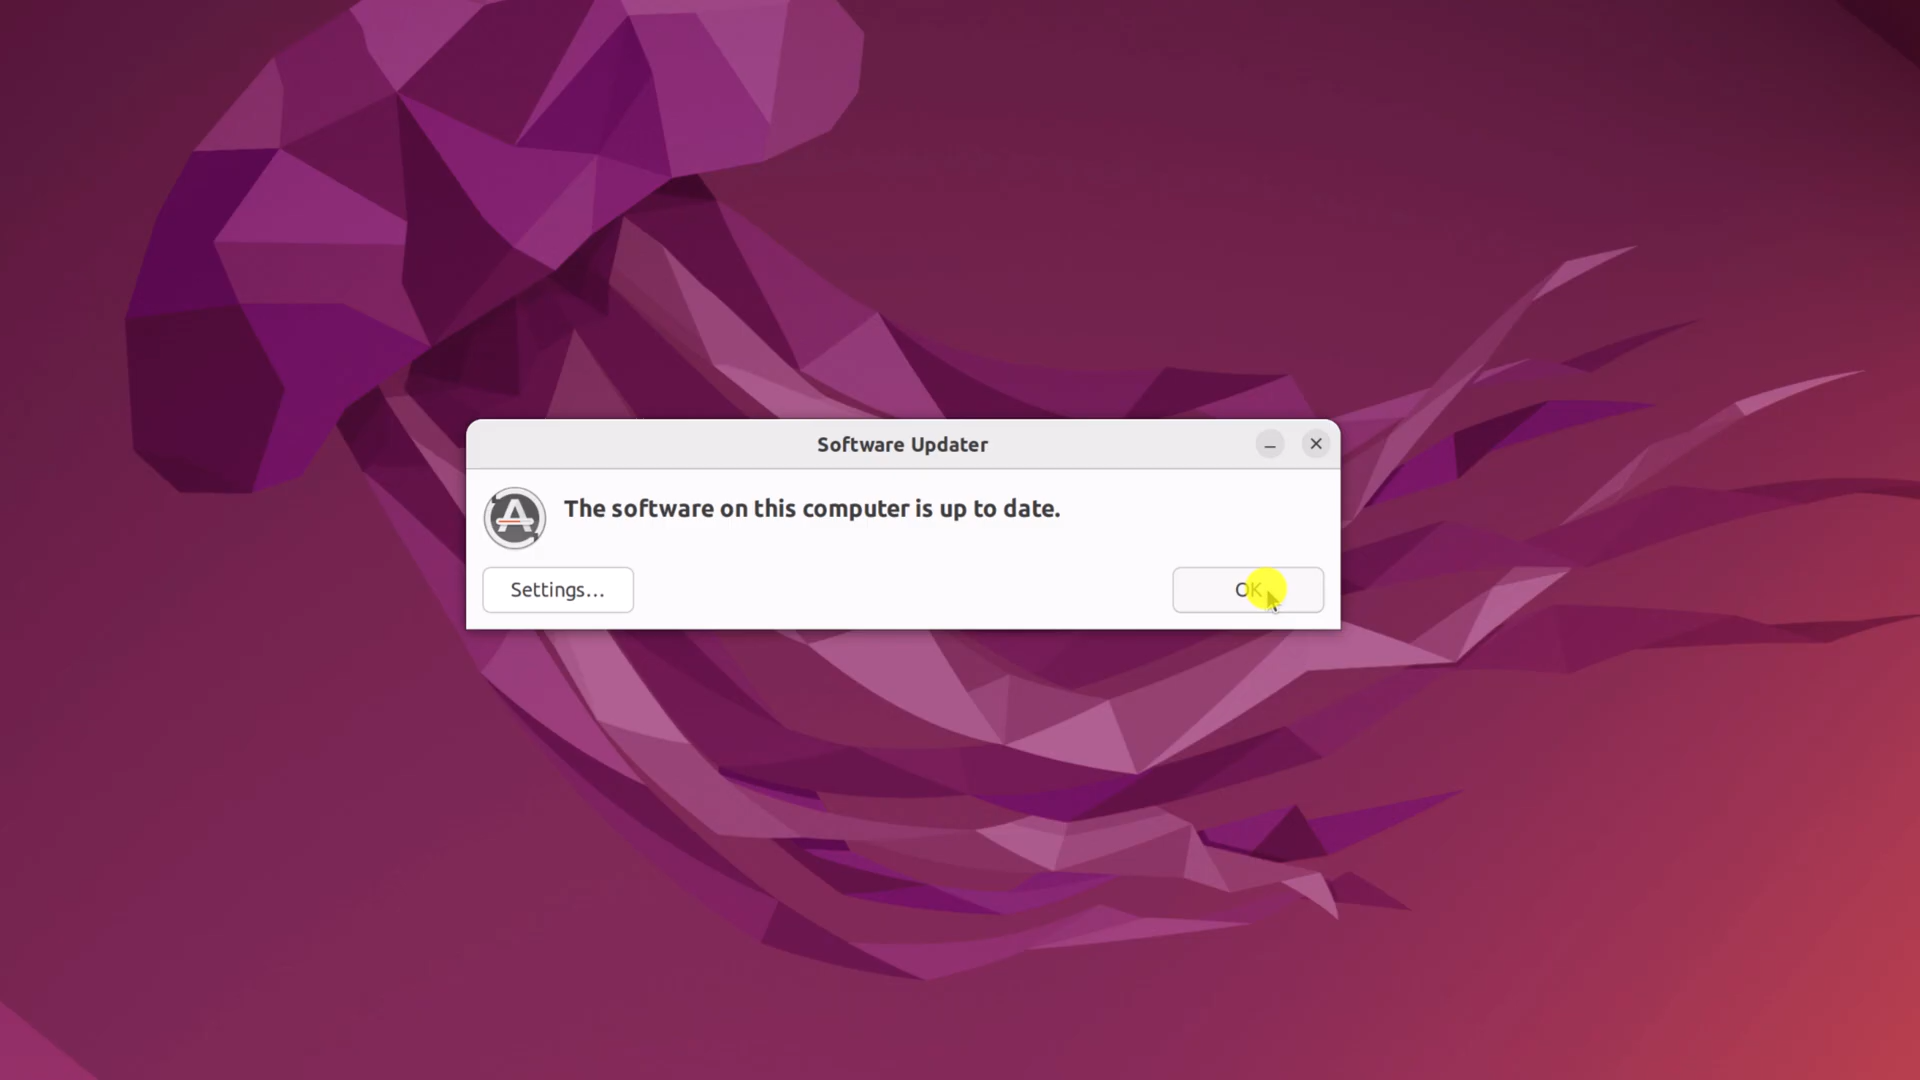 Software Updater
The software on this computer is up to date.
Settings...
OK